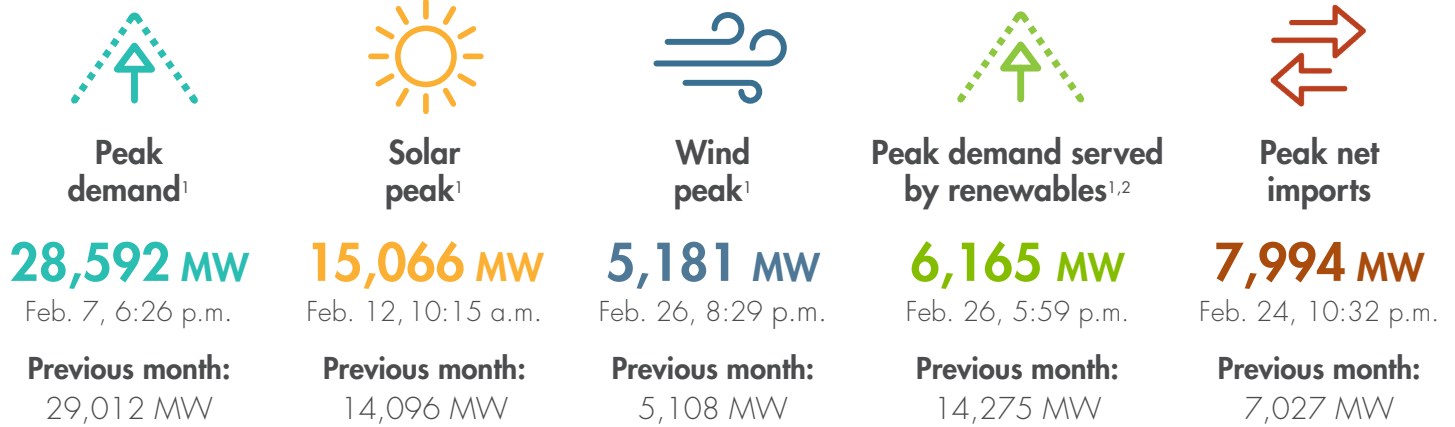 Peak
demand1
28,592 MW
Feb. 7, 6:26 p.m.
Previous month:
29,012 MW
Solar
peak1
15,066 MW
Feb. 12, 10:15 a.m.
Previous month:
14,096 MW
Wind
peak1
5,181 MW
Feb. 26, 8:29 p.m.
Previous month:
5,108 MW
Peak demand served
by renewables1,2
6,165 MW
Feb. 26, 5:59 p.m.
Previous month:
14,275 MW
Peak net
imports
7,994 MW
Feb. 24, 10:32 p.m.
Previous month:
7,027 MW